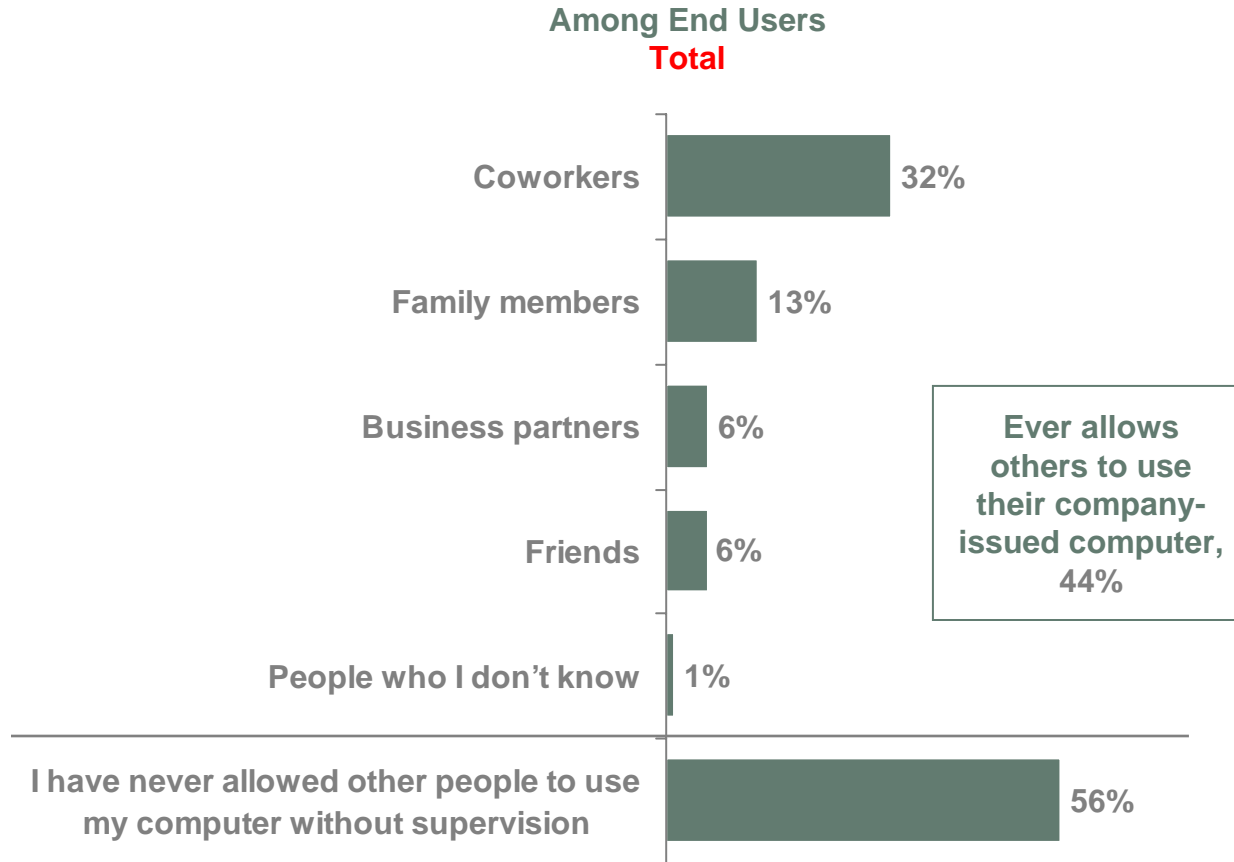 Among End Users
Total
Coworkers
32%
Family members
13%
Business partners
6%
Friends
6%
People who I don’t know
1%
I have never allowed other people to use
my computer without supervision
56%
Ever allows
others to use
their company-
issued computer,
44%